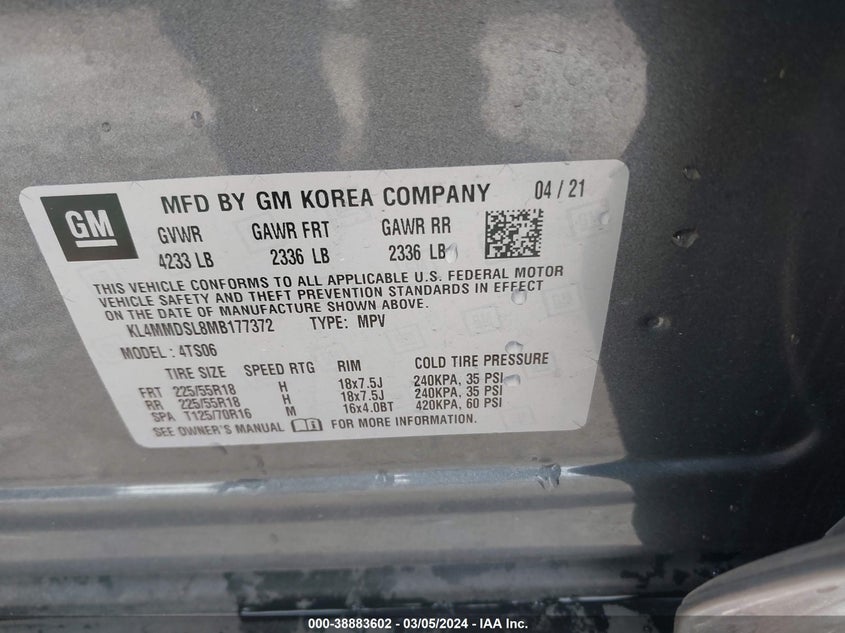 GM
MFD BY GM KOREA COMPANY 04 / 21
GVWR GAWR FRT GAWR RR
4233 LB 2336 LB 2336 LB
THIS VEHICLE CONFORMS TO ALL APPLICABLE U.S. FEDERAL MOTOR
VEHICLE SAFETY AND THEFT PREVENTION STANDARDS IN EFFECT
ON THE DATE OF MANUFACTURE SHOWN ABOVE.
KL4MMDSL8MB177372 TYPE: MPV
MODEL : 4TS06
TIRE SIZE SPEED RTG RIM COLD TIRE PRESSURE
FRT 225/55R18 H 18x7.5J 240KPA, 35 PSI
RR 225/55R18 H 18x7.5J 240KPA, 35 PSI
SPA T125/70R16 M 16x4.0BT 420KPA, 60 PSI
SEE OWNER'S MANUAL FOR MORE INFORMATION.
000-38883602 - 03/05/2024 - IAA Inc.